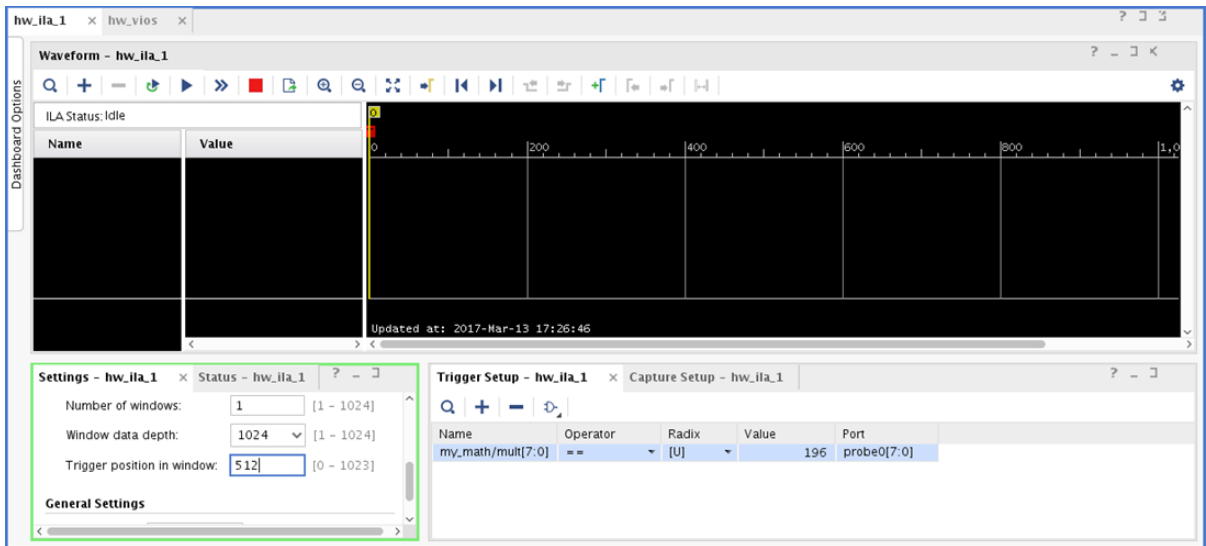 hw_ila_1 × hw_vios ×
Dashboard Options
Waveform - hw_ila_1
ILA Status: Idle
Name Value
0
0 200 400 600 800 1,0
Updated at: 2017-Mar-13 17:26:46
Settings - hw_ila_1 × Status - hw_ila_1
Number of windows: 1 [1 - 1024]
Window data depth: 1024 [1 - 1024]
Trigger position in window: 512 [0 - 1023]
General Settings
Trigger Setup - hw_ila_1 × Capture Setup - hw_ila_1
Name Operator Radix Value Port
my_math/mult[7:0] == [U] 196 probe0[7:0]